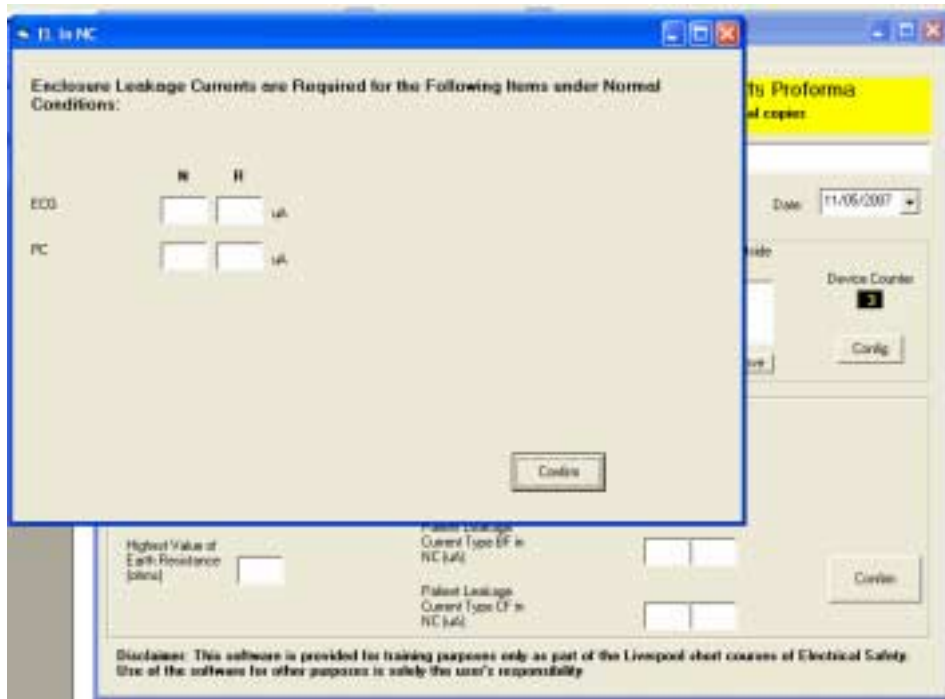 In NC
Enclosure Leakage Currents are Required for the Following Items under Normal
Conditions:
N R
ECG uA
PC uA
Confirm
ts Proforma
al copies
Date 11/05/2007
Device Counter
3
Config
Patient Leakage
Current Type BF in
NC (uA)
Highest Value of
Earth Resistance
(ohms)
Patient Leakage
Current Type CF in
NC (uA)
Confirm
Disclaimer: This software is provided for training purposes only as part of the Liverpool short courses of Electrical Safety.
Use of the software for other purposes is solely the user's responsibility